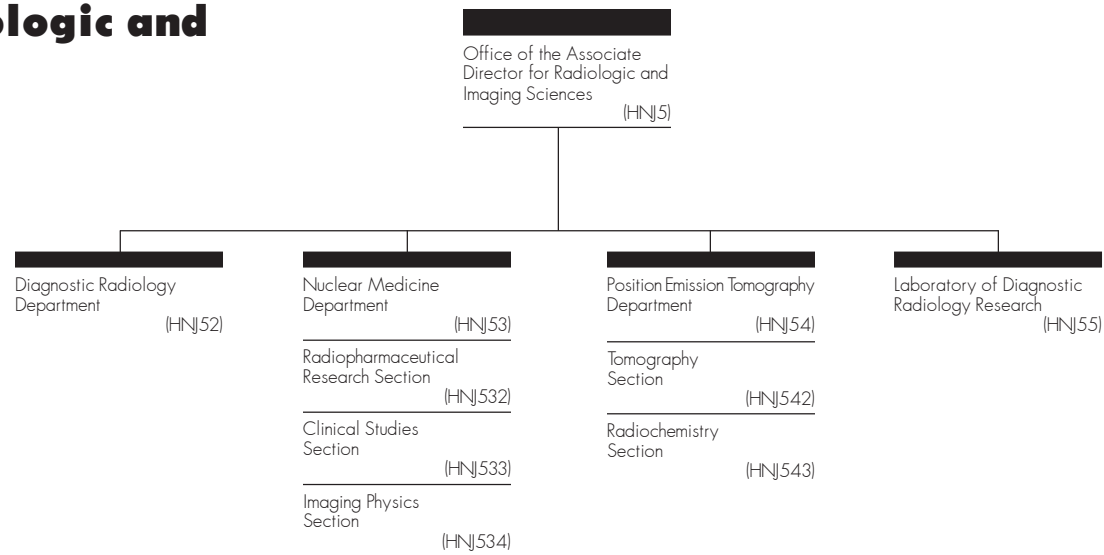 ologic and
Office of the Associate
Director for Radiologic and
Imaging Sciences
(HNJ5)
Diagnostic Radiology
Department
(HNJ52)
Nuclear Medicine
Department
(HNJ53)
Radiopharmaceutical
Research Section
(HNJ532)
Clinical Studies
Section
(HNJ533)
Imaging Physics
Section
(HNJ534)
Position Emission Tomography
Department
(HNJ54)
Tomography
Section
(HNJ542)
Radiochemistry
Section
(HNJ543)
Laboratory of Diagnostic
Radiology Research
(HNJ55)